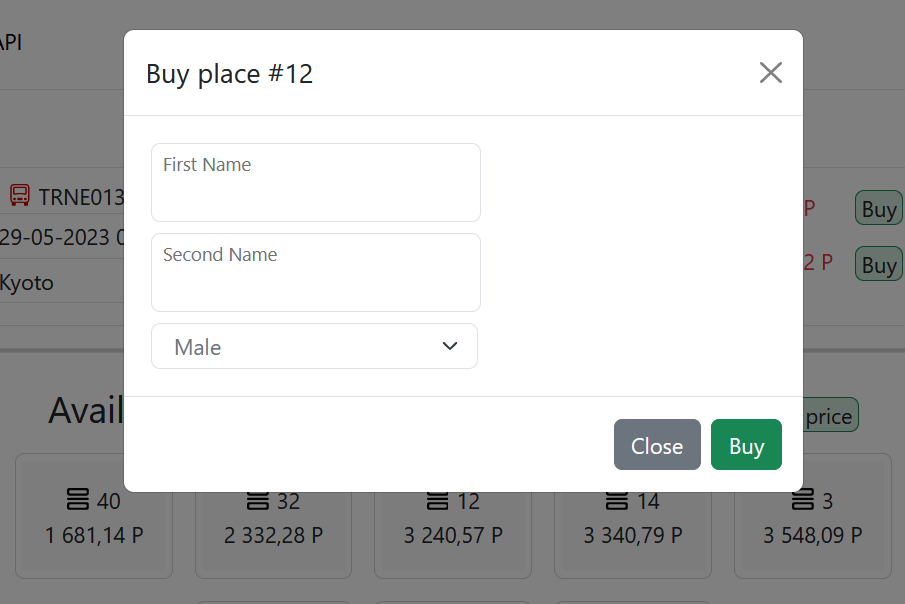 API
Buy place #12
First Name
Second Name
Male
Close
Buy
TRNE013
29-05-2023 0
Kyoto
P
Buy
2 P
Buy
Avail
price
40
1 681,14 P
32
2 332,28 P
12
3 240,57 P
14
3 340,79 P
3
3 548,09 P